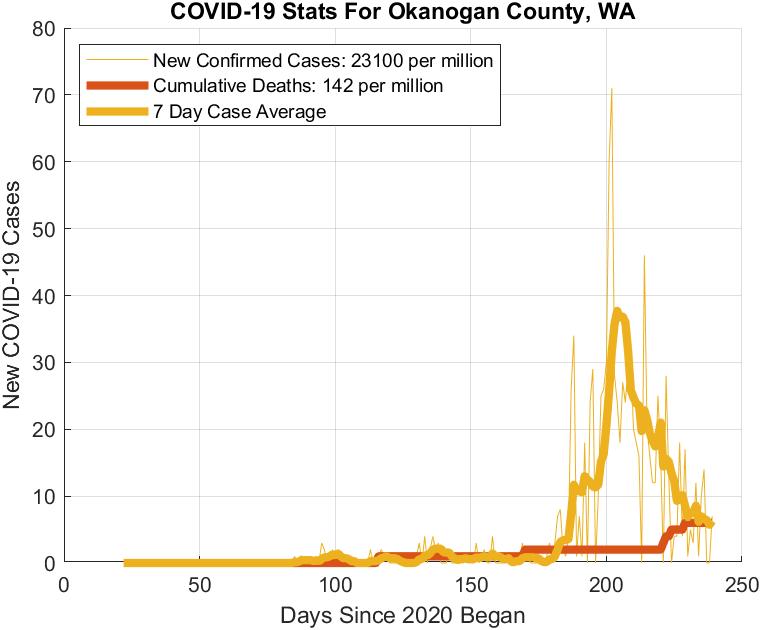 COVID-19 Stats For Okanogan County, WA
New Confirmed Cases: 23100 per million
Cumulative Deaths: 142 per million
7 Day Case Average
New COVID-19 Cases
80
70
60
50
40
30
20
10
0
0 50 100 150 200 250
Days Since 2020 Began